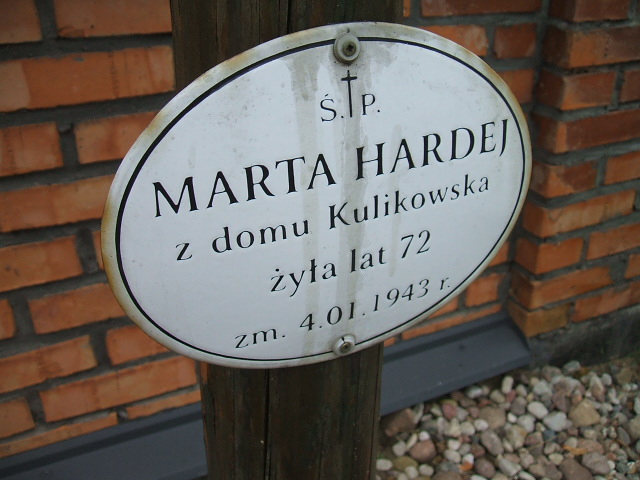 Ś.†P.
MARTA HARDEJ
z domu Kulikowska
żyła lat 72
zm. 4.01.1943 r.